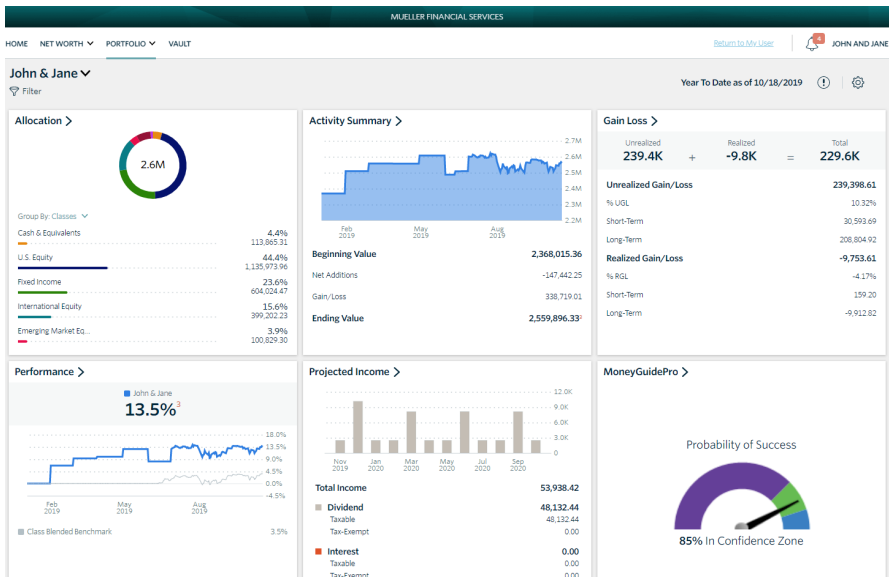 MUELLER FINANCIAL SERVICES
HOME NET WORTH PORTFOLIO VAULT Return to My User 4 JOHN AND JANE
John & Jane
Filter
Year To Date as of 10/18/2019
Allocation >
2.6M
Group By: Classes
Cash & Equivalents 4.4%
113,865.31
U.S. Equity 44.4%
1,135,973.96
Fixed Income 23.6%
604,024.47
International Equity 15.6%
399,202.23
Emerging Market Eq... 3.9%
100,829.30
Activity Summary >
2.7M
2.6M
2.5M
2.4M
2.3M
2.2M
Feb 2019 May 2019 Aug 2019
Beginning Value 2,368,015.36
Net Additions -147,442.25
Gain/Loss 338,719.01
Ending Value 2,559,896.33³
Gain Loss >
Unrealized Realized Total
239.4K + -9.8K = 229.6K
Unrealized Gain/Loss 239,398.61
% UGL 10.32%
Short-Term 30,593.69
Long-Term 208,804.92
Realized Gain/Loss -9,753.61
% RGL -4.17%
Short-Term 159.20
Long-Term -9,912.82
Performance >
John & Jane
13.5%³
18.0%
13.5%
9.0%
4.5%
0.0%
-4.5%
Feb 2019 May 2019 Aug 2019
Class Blended Benchmark 3.5%
Projected Income >
12.0K
9.0K
6.0K
3.0K
0
Nov 2019 Jan 2020 Mar 2020 May 2020 Jul 2020 Sep 2020
Total Income 53,938.42
Dividend 48,132.44
Taxable 48,132.44
Tax-Exempt 0.00
Interest 0.00
Taxable 0.00
Tax-Exempt 0.00
MoneyGuidePro >
Probability of Success
85% In Confidence Zone